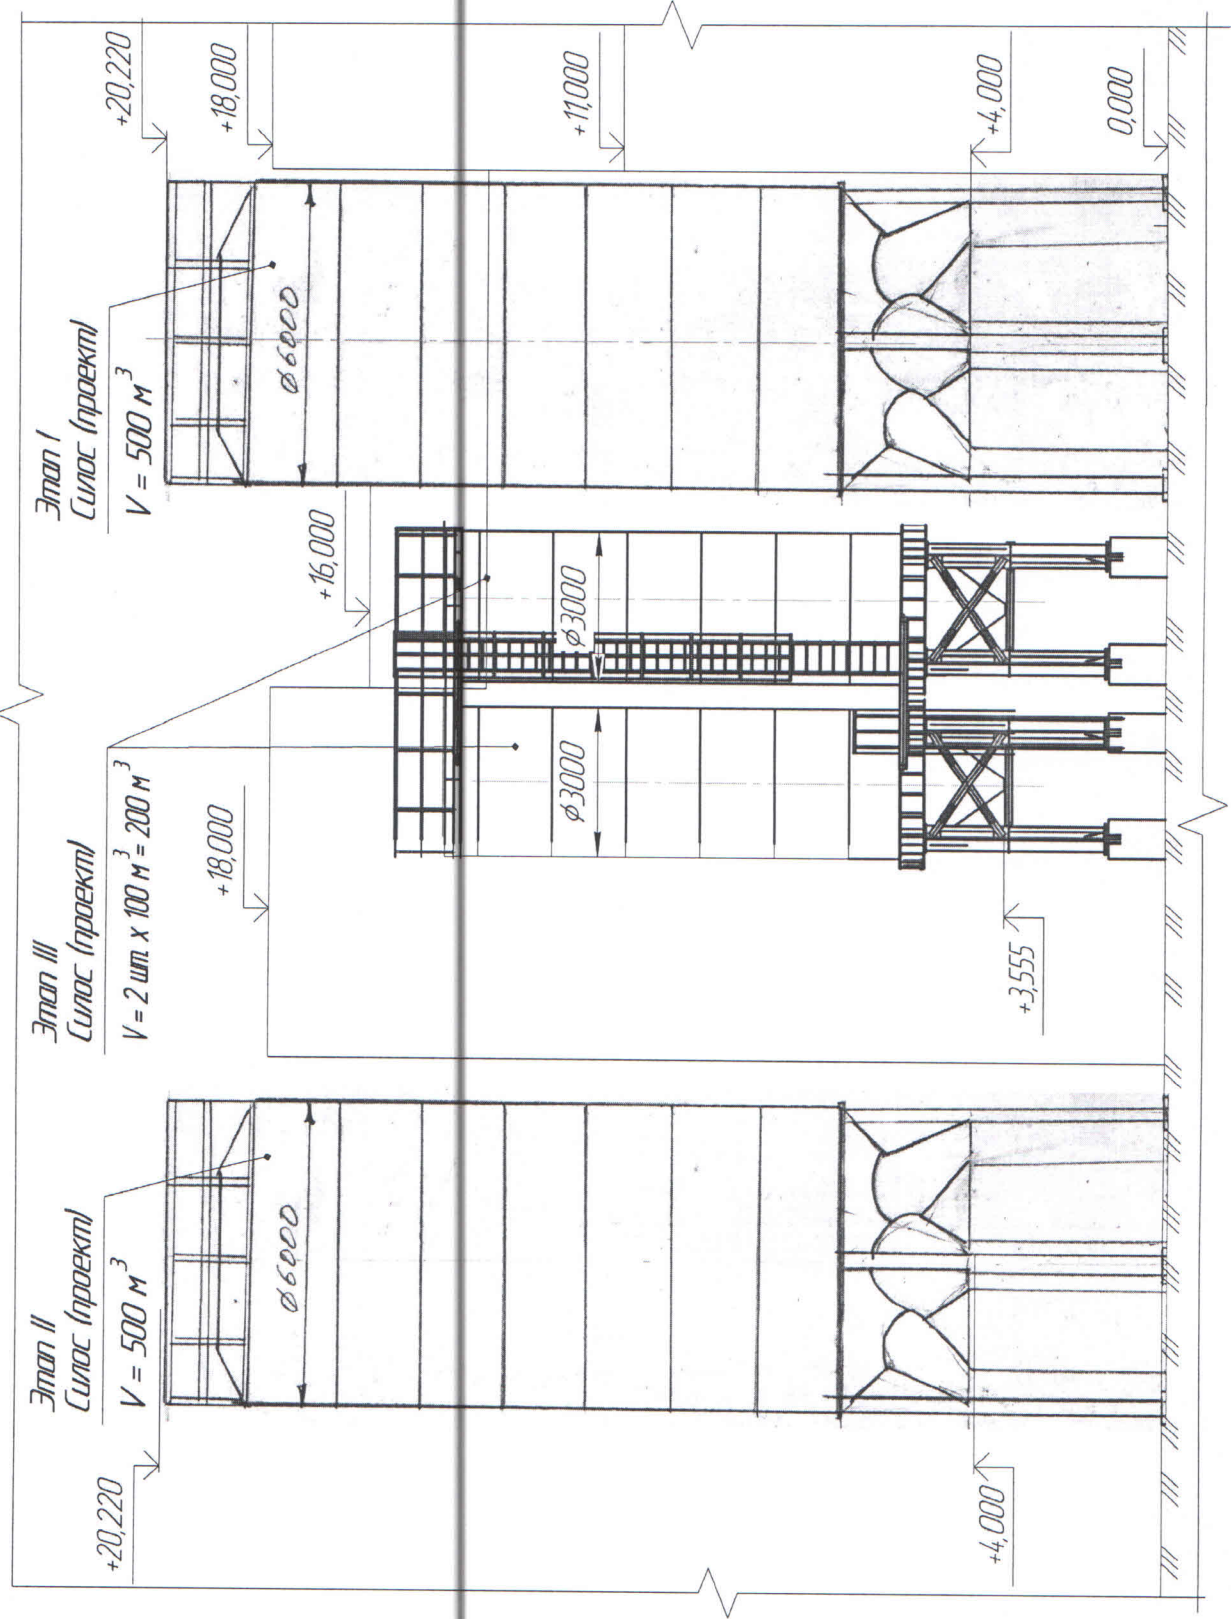 Этап II
Силос (проект)
V = 500 м³
Этап III
Силос (проект)
V = 2 шт. x 100 м³ = 200 м³
Этап I
Силос (проект)
V = 500 м³
+20,220
+20,220
+18,000
+18,000
+16,000
ø6000
ø6000
ø3000
ø3000
+11,000
+4,000
+3,555
+4,000
0,000